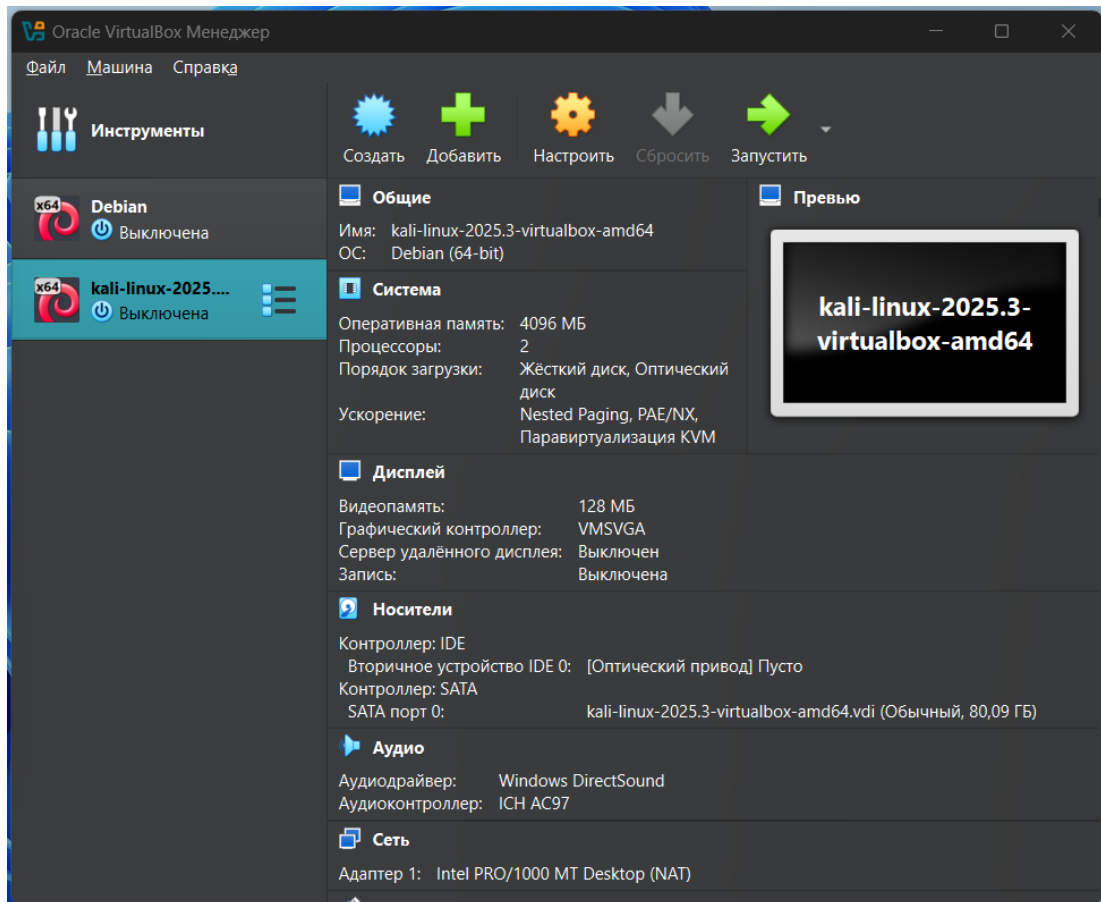 Oracle VirtualBox Менеджер
Файл Машина Справка
Инструменты
Создать Добавить Настроить Сбросить Запустить
x64 Debian
Выключена
x64 kali-linux-2025....
Выключена
Общие
Имя: kali-linux-2025.3-virtualbox-amd64
ОС: Debian (64-bit)
Превью
kali-linux-2025.3-
virtualbox-amd64
Система
Оперативная память: 4096 МБ
Процессоры: 2
Порядок загрузки: Жёсткий диск, Оптический
диск
Ускорение: Nested Paging, PAE/NX,
Паравиртуализация KVM
Дисплей
Видеопамять: 128 МБ
Графический контроллер: VMSVGA
Сервер удалённого дисплея: Выключен
Запись: Выключена
Носители
Контроллер: IDE
Вторичное устройство IDE 0: [Оптический привод] Пусто
Контроллер: SATA
SATA порт 0: kali-linux-2025.3-virtualbox-amd64.vdi (Обычный, 80,09 ГБ)
Аудио
Аудиодрайвер: Windows DirectSound
Аудиоконтроллер: ICH AC97
Сеть
Адаптер 1: Intel PRO/1000 MT Desktop (NAT)